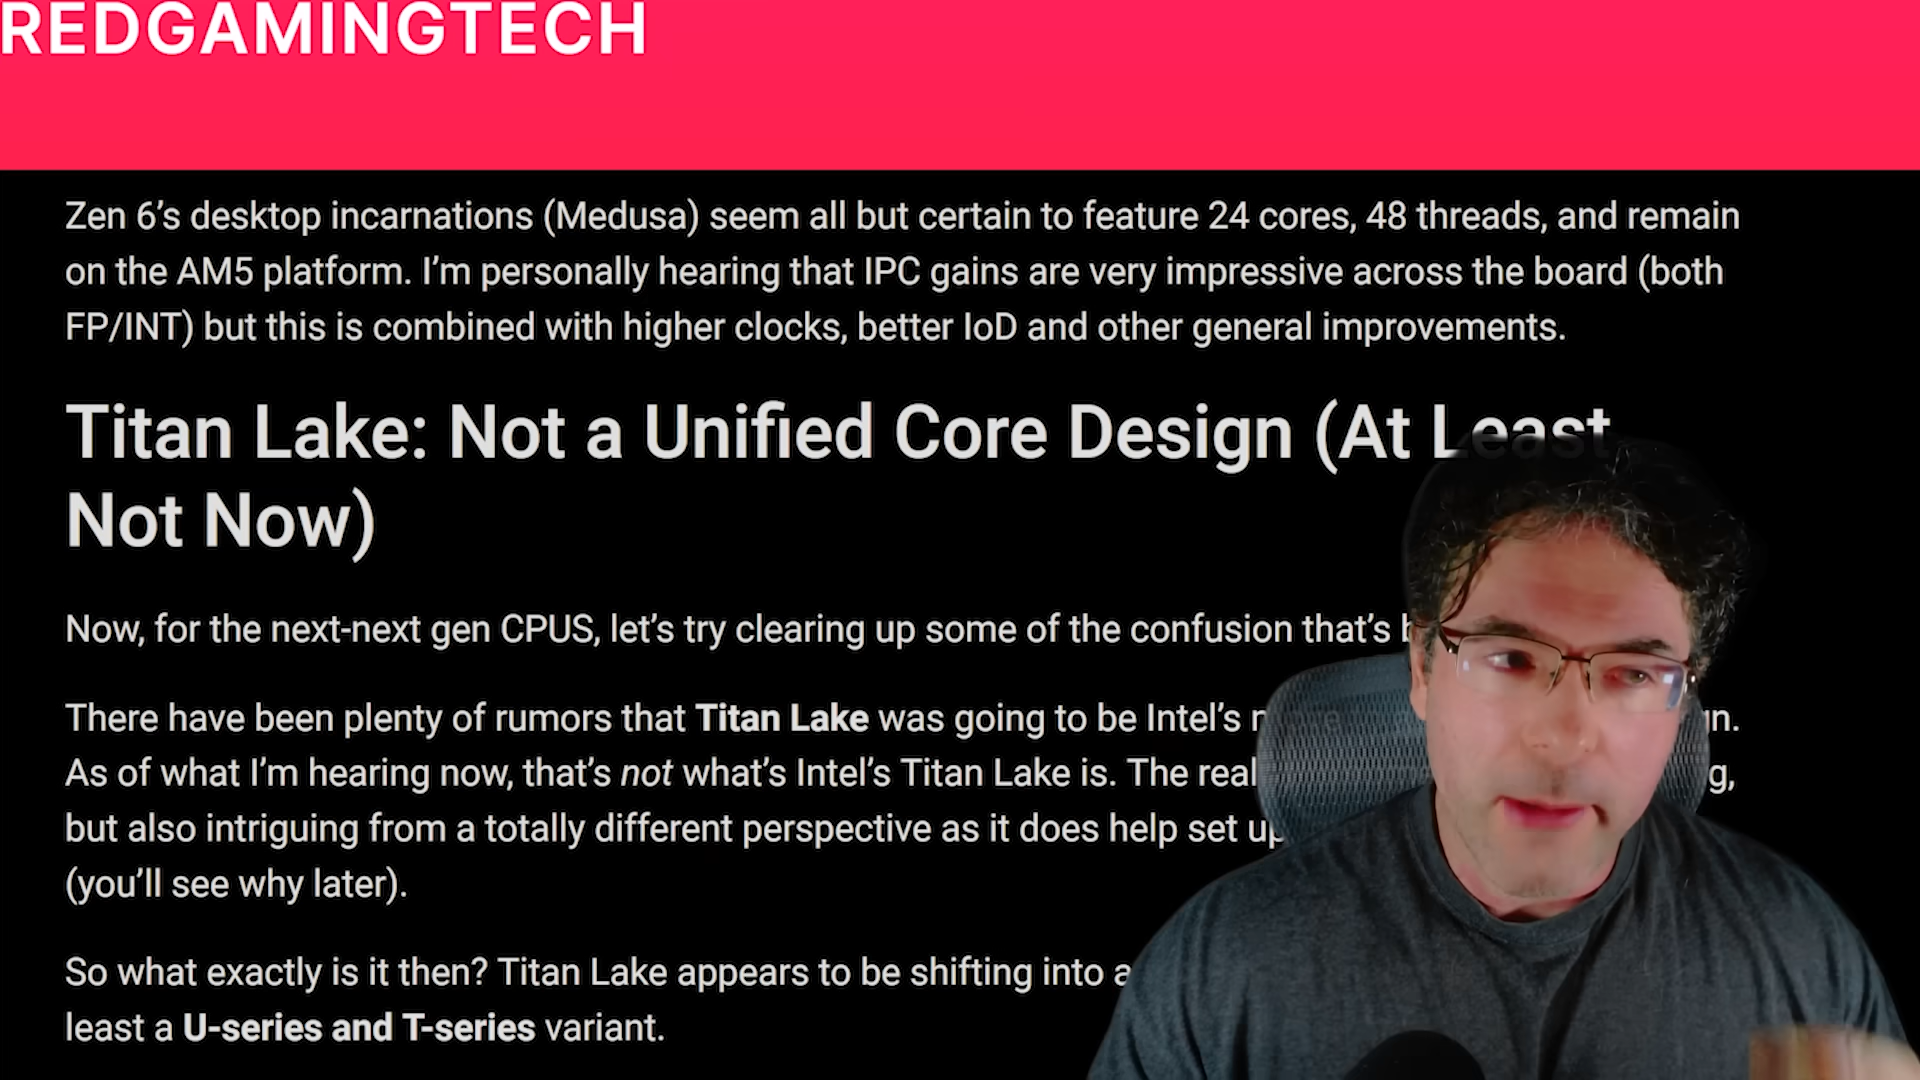 REDGAMINGTECH
Zen 6’s desktop incarnations (Medusa) seem all but certain to feature 24 cores, 48 threads, and remain
on the AM5 platform. I’m personally hearing that IPC gains are very impressive across the board (both
FP/INT) but this is combined with higher clocks, better IoD and other general improvements.
Titan Lake: Not a Unified Core Design (At Least
Not Now)
Now, for the next-next gen CPUS, let’s try clearing up some of the confusion that’s
There have been plenty of rumors that Titan Lake was going to be Intel’s
As of what I’m hearing now, that’s not what’s Intel’s Titan Lake is. The
but also intriguing from a totally different perspective as it does help set up
(you’ll see why later).
So what exactly is it then? Titan Lake appears to be shifting into
least a U-series and T-series variant.